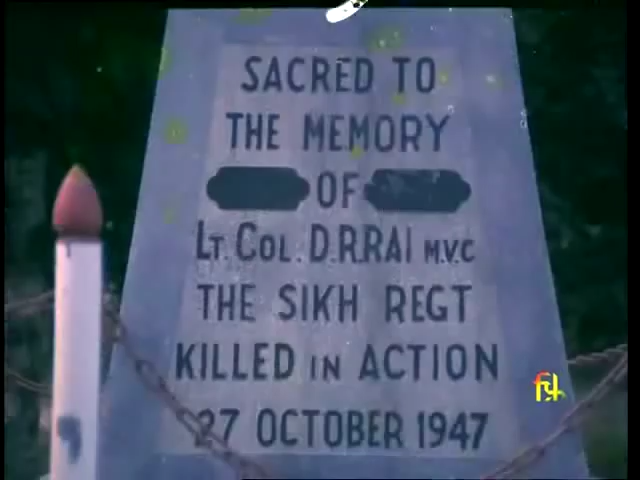 SACRED TO
THE MEMORY
OF
LT. COL. D.R.RAI M.V.C
THE SIKH REGT
KILLED IN ACTION
27 OCTOBER 1947